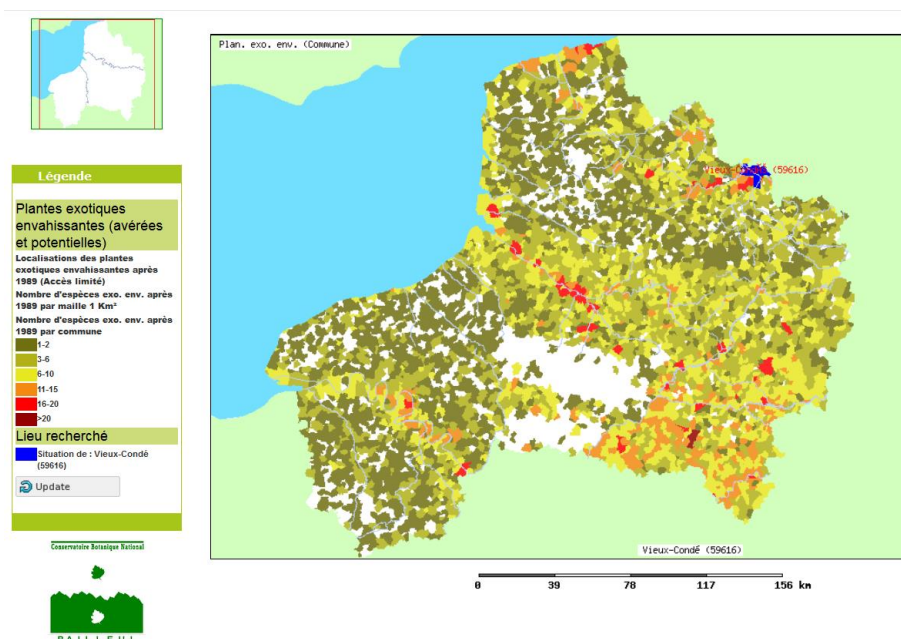 Plan. exo. env. (Commune)
Vieux-Condé (59616)
Légende
Plantes exotiques
envahissantes (avérées
et potentielles)
Localisations des plantes
exotiques envahissantes après
1989 (Accès limité)
Nombre d'espèces exo. env. après
1989 par maille 1 Km²
Nombre d'espèces exo. env. après
1989 par commune
1-2
3-6
6-10
11-15
16-20
>20
Lieu recherché
Situation de : Vieux-Condé
(59616)
Update
Conservatoire Botanique National
Vieux-Condé (59616)
0 39 78 117 156 km